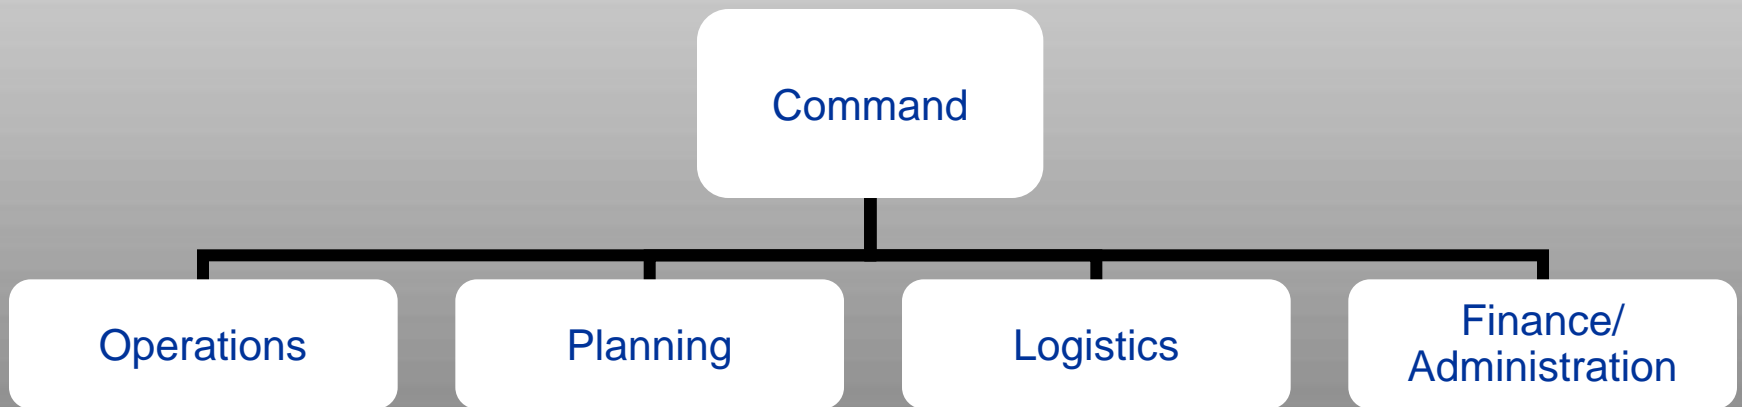 Command
Operations
Planning
Logistics
Finance/
Administration